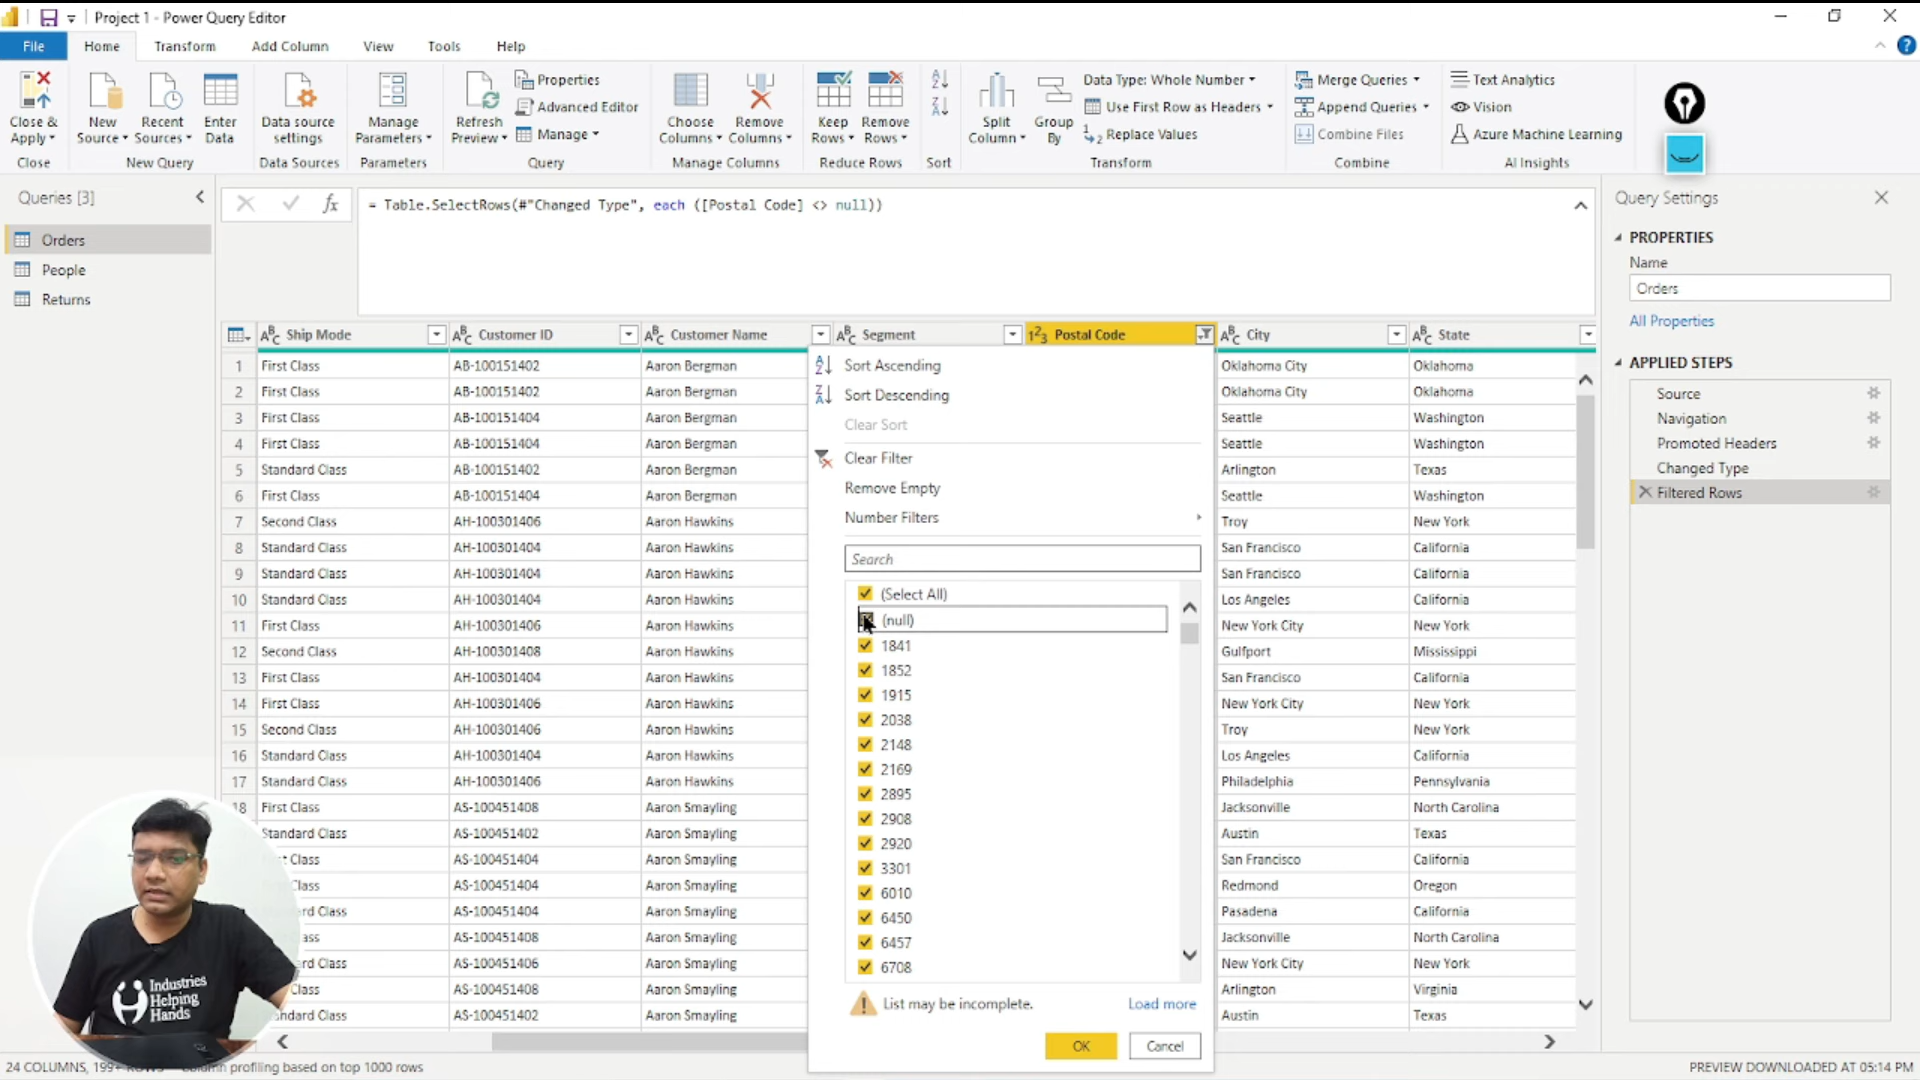 Project 1 - Power Query Editor
File Home Transform Add Column View Tools Help
Close & Apply
New Source
Recent Sources
Enter Data
Data source settings
Manage Parameters
Refresh Preview
Properties
Advanced Editor
Manage
Choose Columns
Remove Columns
Keep Rows
Remove Rows
Split Column
Group By
Data Type: Whole Number
Use First Row as Headers
Replace Values
Merge Queries
Append Queries
Combine Files
Text Analytics
Vision
Azure Machine Learning
Close New Query Data Sources Parameters Query Manage Columns Reduce Rows Sort Transform Combine AI Insights
Queries [3]
Orders
People
Returns
fx = Table.SelectRows(#"Changed Type", each ([Postal Code] <> null))
Ship Mode Customer ID Customer Name Segment Postal Code City State
1 First Class AB-100151402 Aaron Bergman Oklahoma City Oklahoma
2 First Class AB-100151402 Aaron Bergman Oklahoma City Oklahoma
3 First Class AB-100151404 Aaron Bergman Seattle Washington
4 First Class AB-100151404 Aaron Bergman Seattle Washington
5 Standard Class AB-100151402 Aaron Bergman Arlington Texas
6 First Class AB-100151404 Aaron Bergman Seattle Washington
7 Second Class AH-100301406 Aaron Hawkins Troy New York
8 Standard Class AH-100301404 Aaron Hawkins San Francisco California
9 Standard Class AH-100301404 Aaron Hawkins San Francisco California
10 Standard Class AH-100301404 Aaron Hawkins Los Angeles California
11 First Class AH-100301406 Aaron Hawkins New York City New York
12 Second Class AH-100301408 Aaron Hawkins Gulfport Mississippi
13 First Class AH-100301404 Aaron Hawkins San Francisco California
14 First Class AH-100301406 Aaron Hawkins New York City New York
15 Second Class AH-100301406 Aaron Hawkins Troy New York
16 Standard Class AH-100301404 Aaron Hawkins Los Angeles California
17 Standard Class AH-100301406 Aaron Hawkins Philadelphia Pennsylvania
18 First Class AS-100451408 Aaron Smayling Jacksonville North Carolina
Standard Class AS-100451402 Aaron Smayling Austin Texas
Class AS-100451404 Aaron Smayling San Francisco California
Class AS-100451404 Aaron Smayling Redmond Oregon
Class AS-100451404 Aaron Smayling Pasadena California
AS-100451408 Aaron Smayling Jacksonville North Carolina
Class AS-100451406 Aaron Smayling New York City New York
Class AS-100451408 Aaron Smayling Arlington Virginia
Class AS-100451402 Aaron Smayling Austin Texas
Sort Ascending
Sort Descending
Clear Sort
Clear Filter
Remove Empty
Number Filters
Search
(Select All)
(null)
1841
1852
1915
2038
2148
2169
2895
2908
2920
3301
6010
6450
6457
6708
List may be incomplete. Load more
OK Cancel
Query Settings
PROPERTIES
Name
Orders
All Properties
APPLIED STEPS
Source
Navigation
Promoted Headers
Changed Type
Filtered Rows
Industries
Helping
Hands
24 COLUMNS, 199+ ROWS Column profiling based on top 1000 rows
PREVIEW DOWNLOADED AT 05:14 PM